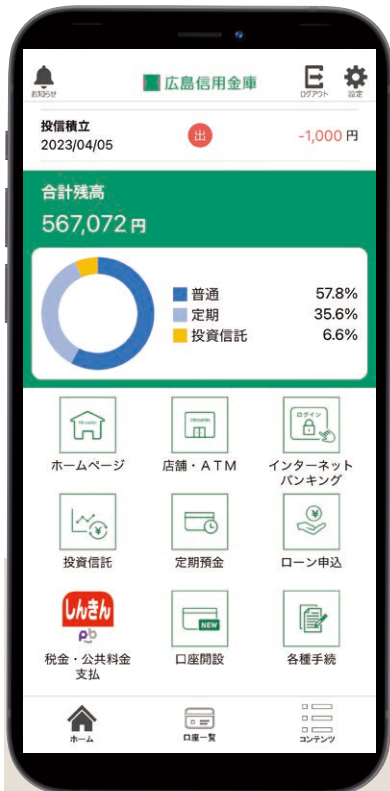 お知らせ
広島信用金庫
ログアウト
設定
投信積立
2023/04/05
出
-1,000 円
合計残高
567,072 円
普通 57.8%
定期 35.6%
投資信託 6.6%
ログイン
ホームページ
店舗・ATM
インターネット
バンキング
投資信託
定期預金
ローン申込
しんきん
pb
NEW
税金・公共料金
支払
口座開設
各種手続
ホーム
口座一覧
コンテンツ